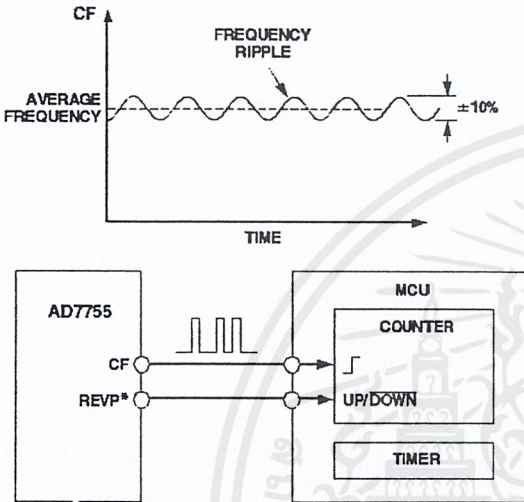 CF
FREQUENCY
RIPPLE
AVERAGE
FREQUENCY
±10%
TIME
AD7755
MCU
COUNTER
CF
REVP*
UP/DOWN
TIMER